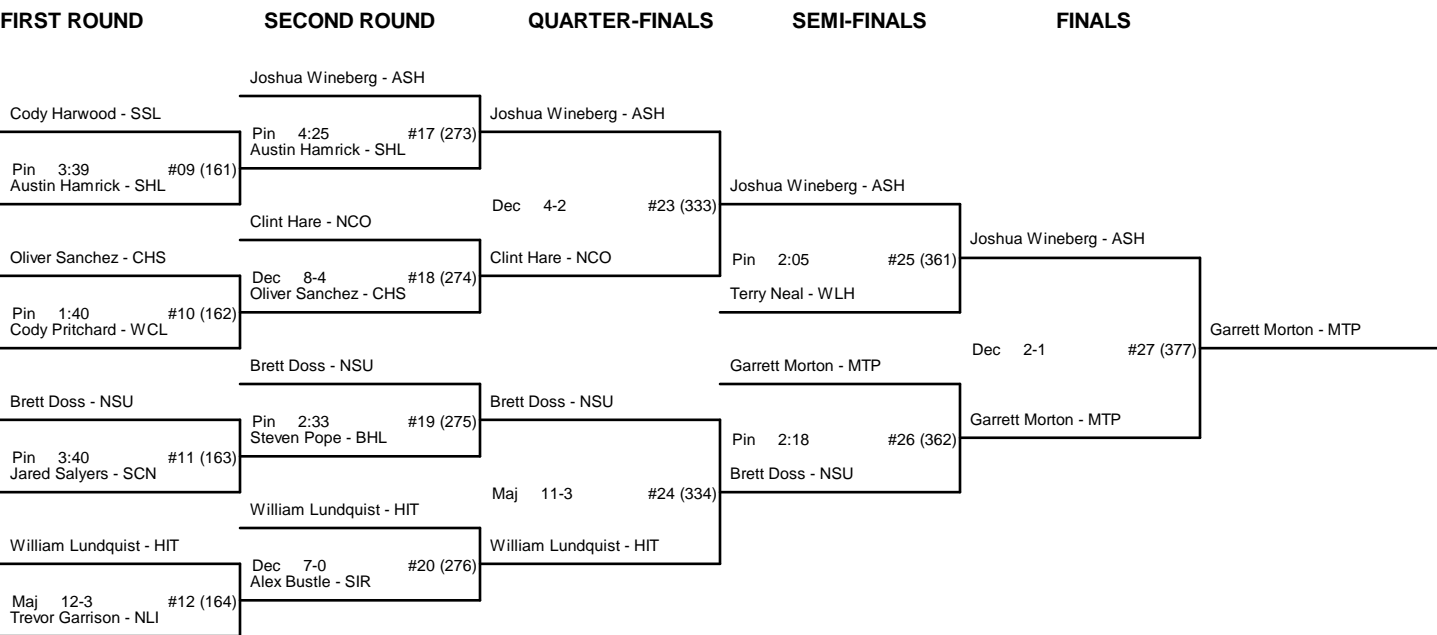 FIRST ROUND SECOND ROUND QUARTER-FINALS SEMI-FINALS FINALS
Cody Harwood - SSL
Pin 3:39 #09 (161)
Austin Hamrick - SHL
Oliver Sanchez - CHS
Pin 1:40 #10 (162)
Cody Pritchard - WCL
Brett Doss - NSU
Pin 3:40 #11 (163)
Jared Salyers - SCN
William Lundquist - HIT
Maj 12-3 #12 (164)
Trevor Garrison - NLI
Joshua Wineberg - ASH
Pin 4:25 #17 (273)
Austin Hamrick - SHL
Clint Hare - NCO
Dec 8-4 #18 (274)
Oliver Sanchez - CHS
Brett Doss - NSU
Pin 2:33 #19 (275)
Steven Pope - BHL
William Lundquist - HIT
Dec 7-0 #20 (276)
Alex Bustle - SIR
Joshua Wineberg - ASH
Dec 4-2 #23 (333)
Clint Hare - NCO
Brett Doss - NSU
Maj 11-3 #24 (334)
William Lundquist - HIT
Joshua Wineberg - ASH
Pin 2:05 #25 (361)
Terry Neal - WLH
Garrett Morton - MTP
Pin 2:18 #26 (362)
Brett Doss - NSU
Joshua Wineberg - ASH
Dec 2-1 #27 (377)
Garrett Morton - MTP
Garrett Morton - MTP